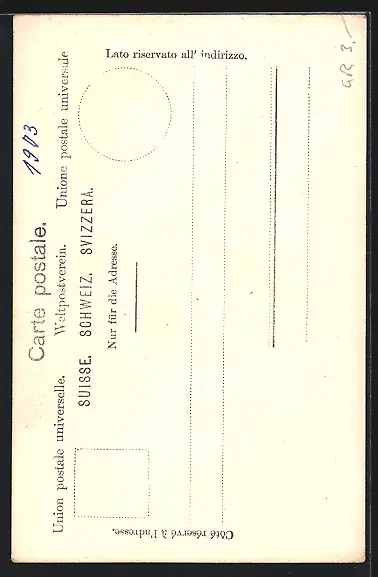 Carte postale. 1903
Union postale universelle. Weltpostverein. Unione postale universale
SUISSE. SCHWEIZ. SVIZZERA.
Nur für die Adresse.
Côté réservé à l'adresse.
Lato riservato all' indirizzo.
GR 3,-